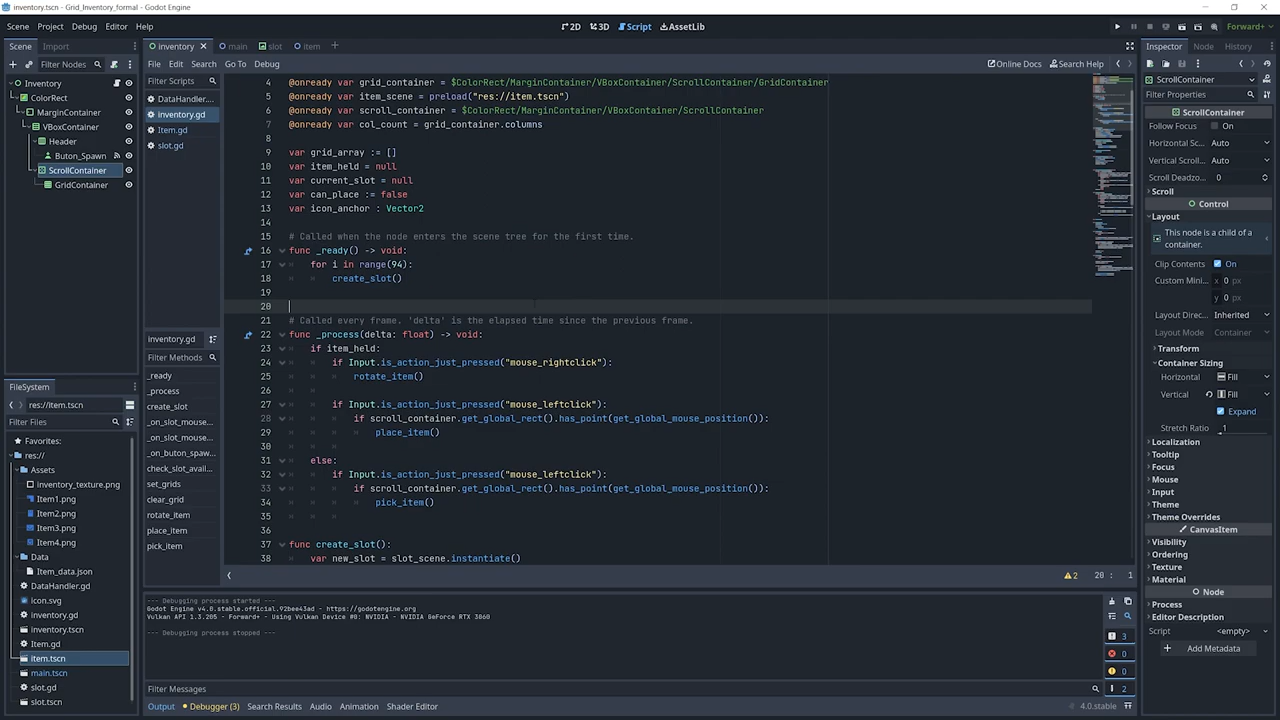 inventory.tscn - Grid_Inventory_formal - Godot Engine
Scene Project Debug Editor Help
2D 3D Script AssetLib
Forward+
Scene Import
Filter Nodes
Inventory
ColorRect
MarginContainer
VBoxContainer
Header
Buton_Spawn
ScrollContainer
GridContainer
FileSystem
res://item.tscn
Filter Files
Favorites:
res://
Assets
inventory_texture.png
Item1.png
Item2.png
Item3.png
Item4.png
Data
Item_data.json
DataHandler.gd
icon.svg
inventory.gd
inventory.tscn
Item.gd
item.tscn
main.tscn
slot.gd
slot.tscn
inventory main slot item
File Edit Search Go To Debug
Online Docs Search Help
Filter Scripts
DataHandler....
inventory.gd
Item.gd
slot.gd
inventory.gd
Filter Methods
_ready
_process
create_slot
_on_slot_mouse...
_on_slot_mouse...
_on_buton_spaw...
check_slot_avail...
set_grids
clear_grid
rotate_item
place_item
pick_item
4 @onready var grid_container = $ColorRect/MarginContainer/VBoxContainer/ScrollContainer/GridContainer
5 @onready var item_scene = preload("res://item.tscn")
6 @onready var scroll_container = $ColorRect/MarginContainer/VBoxContainer/ScrollContainer
7 @onready var col_count = grid_container.columns
8
9 var grid_array := []
10 var item_held = null
11 var current_slot = null
12 var can_place := false
13 var icon_anchor : Vector2
14
15 # Called when the node enters the scene tree for the first time.
16 func _ready() -> void:
17 for i in range(94):
18 create_slot()
19
20
21 # Called every frame. 'delta' is the elapsed time since the previous frame.
22 func _process(delta: float) -> void:
23 if item_held:
24 if Input.is_action_just_pressed("mouse_rightclick"):
25 rotate_item()
26
27 if Input.is_action_just_pressed("mouse_leftclick"):
28 if scroll_container.get_global_rect().has_point(get_global_mouse_position()):
29 place_item()
30
31 else:
32 if Input.is_action_just_pressed("mouse_leftclick"):
33 if scroll_container.get_global_rect().has_point(get_global_mouse_position()):
34 pick_item()
35
36
37 func create_slot():
38 var new_slot = slot_scene.instantiate()
2 20 : 1
--- Debugging process started ---
Godot Engine v4.0.stable.official.92bee43ad - https://godotengine.org
Vulkan API 1.3.205 - Forward+ - Using Vulkan Device #0: NVIDIA - NVIDIA GeForce RTX 3060
--- Debugging process stopped ---
3
0
0
2
Filter Messages
Output Debugger (3) Search Results Audio Animation Shader Editor
4.0.stable
Inspector Node History
ScrollContainer
Filter Properties
ScrollContainer
Follow Focus On
Horizontal Sc... Auto
Vertical Scrol... Auto
Scroll Deadzo... 0
Scroll
Control
Layout
This node is a child of a
container.
Clip Contents On
Custom Mini... x 0 px
y 0 px
Layout Direc... Inherited
Layout Mode Container
Transform
Container Sizing
Horizontal Fill
Vertical Fill
Expand
Stretch Ratio 1
Localization
Tooltip
Focus
Mouse
Input
Theme
Theme Overrides
CanvasItem
Visibility
Ordering
Texture
Material
Node
Process
Editor Description
Script <empty>
Add Metadata